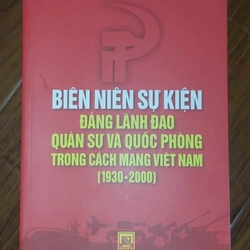 BIÊN NIÊN SỰ KIỆN
ĐẢNG LÃNH ĐẠO
QUÂN SỰ VÀ QUỐC PHÒNG
TRONG CÁCH MẠNG VIỆT NAM
(1930-2000)